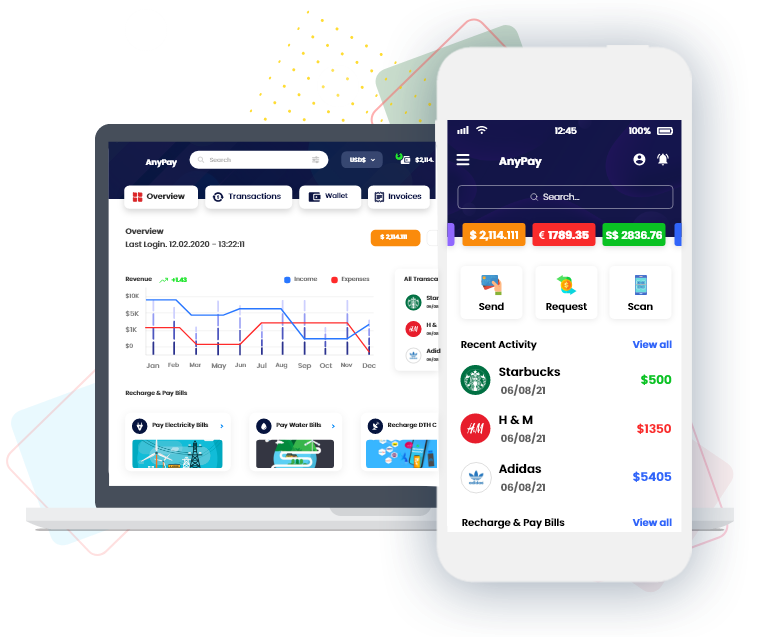 AnyPay
Search
USD$
$2,114.
Overview
Transactions
Wallet
Invoices
Overview
Last Login. 12.02.2020 - 13:22:11
$ 2,114.111
Revenue
+1.43
Income
Expenses
$10K
$5K
$1K
$0
Jan Feb Mar May Jun Jul Aug Sep Oct Nov Dec
All Transca
Star
06/08
H &
06/08
Adid
06/08
Recharge & Pay Bills
Pay Electricity Bills
Pay Water Bills
Recharge DTH C
12:45
100%
AnyPay
Search...
$ 2,114.111
€ 1789.35
S$ 2836.76
Send
Request
Scan
Recent Activity
View all
Starbucks
06/08/21
$500
H&M
H & M
06/08/21
$1350
Adidas
06/08/21
$5405
Recharge & Pay Bills
View all